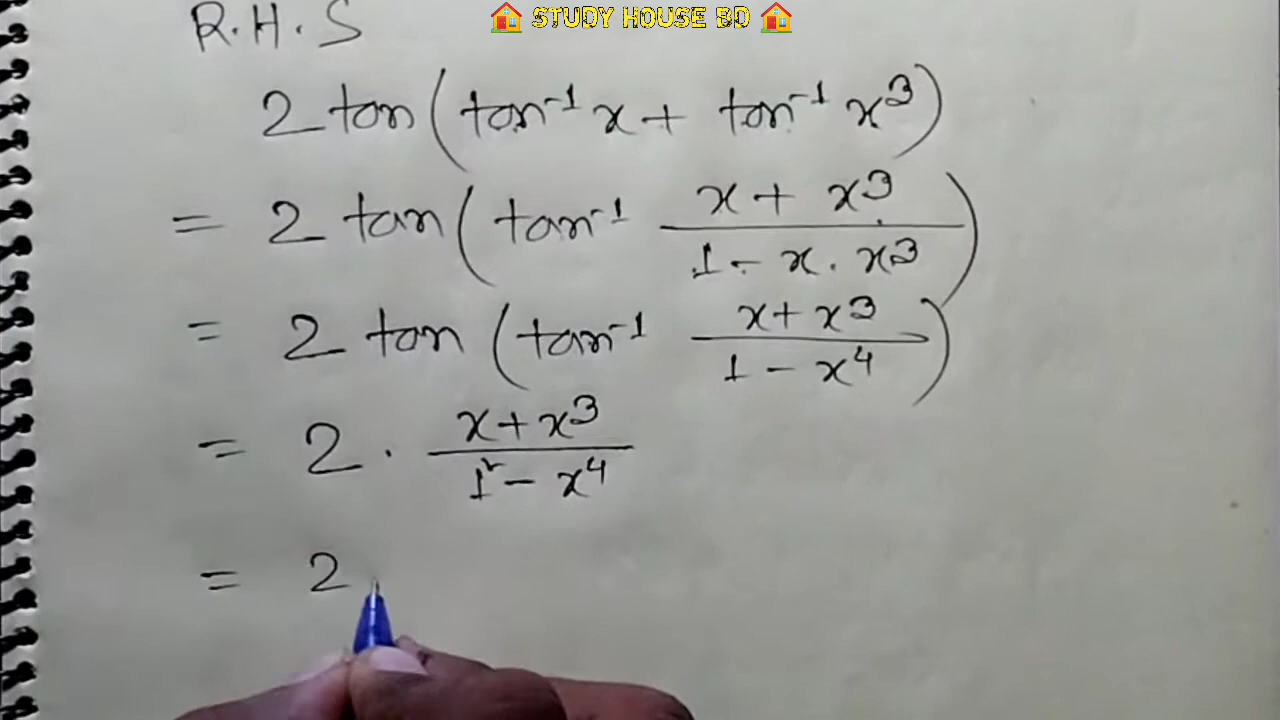 🏠 STUDY HOUSE BD 🏠
R.H.S
2 tan(tan⁻¹ x + tan⁻¹ x³)
= 2 tan(tan⁻¹ (x + x³)/(1 - x. x³))
= 2 tan (tan⁻¹ (x + x³)/(1 - x⁴))
= 2 . (x + x³)/(1² - x⁴)
= 2